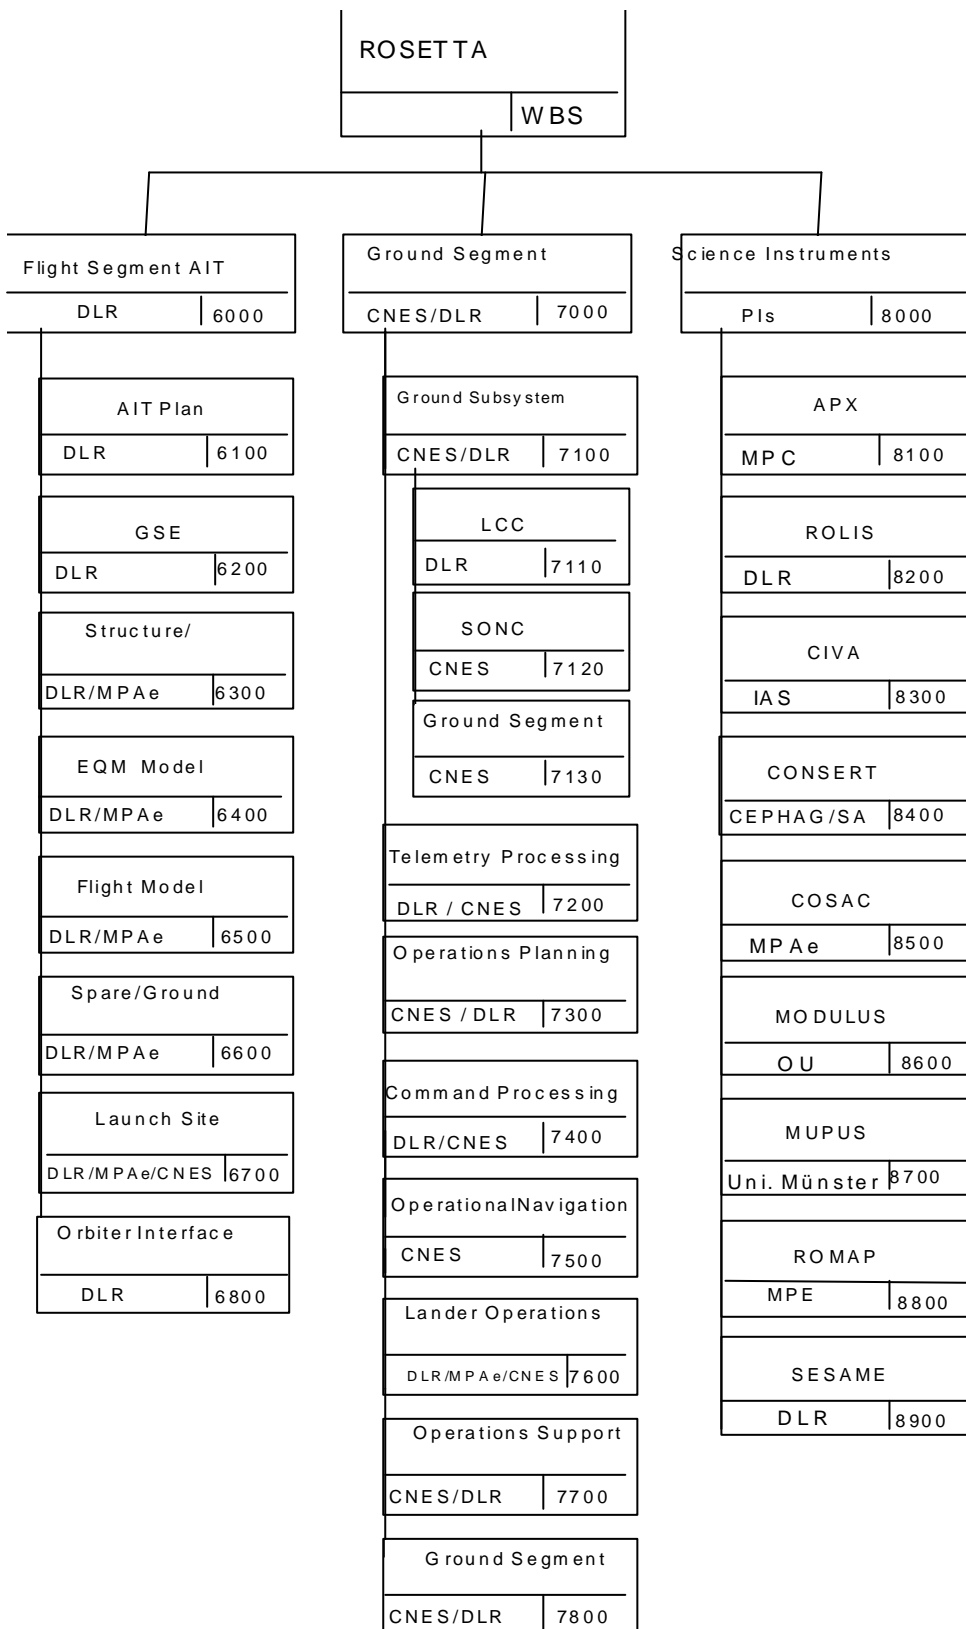 ROSETTA
WBS
Flight Segment AIT
DLR 6000
AIT Plan
DLR 6100
GSE
DLR 6200
Structure/
DLR/MPAe 6300
EQM Model
DLR/MPAe 6400
Flight Model
DLR/MPAe 6500
Spare/Ground
DLR/MPAe 6600
Launch Site
DLR/MPAe/CNES 6700
Orbiter Interface
DLR 6800
Ground Segment
CNES/DLR 7000
Ground Subsystem
CNES/DLR 7100
LCC
DLR 7110
SONC
CNES 7120
Ground Segment
CNES 7130
Telemetry Processing
DLR / CNES 7200
Operations Planning
CNES / DLR 7300
Command Processing
DLR/CNES 7400
OperationalNavigation
CNES 7500
Lander Operations
DLR/MPAe/CNES 7600
Operations Support
CNES/DLR 7700
Ground Segment
CNES/DLR 7800
Science Instruments
PIs 8000
APX
MPC 8100
ROLIS
DLR 8200
CIVA
IAS 8300
CONSERT
CEPHAG/SA 8400
COSAC
MPAe 8500
MODULUS
OU 8600
MUPUS
Uni. Münster 8700
ROMAP
MPE 8800
SESAME
DLR 8900